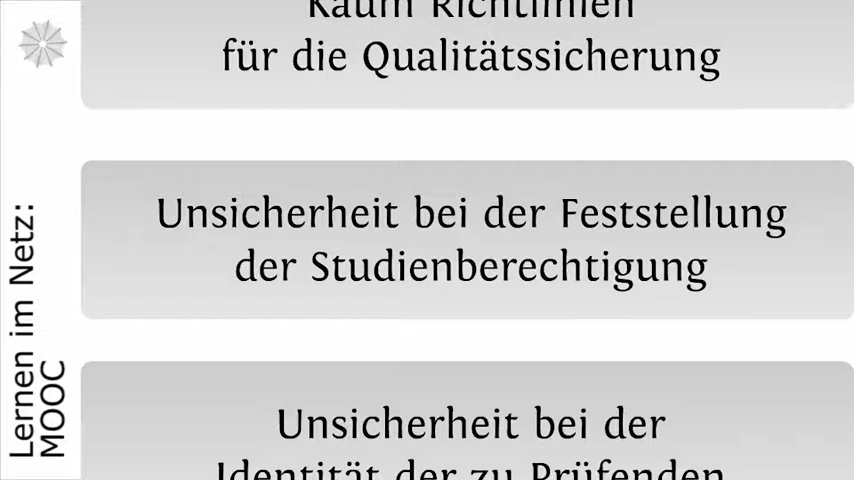 Kaum Richtlinien
für die Qualitätssicherung
Unsicherheit bei der Feststellung
der Studienberechtigung
Unsicherheit bei der
Identität der zu Prüfenden
Lernen im Netz:
MOOC